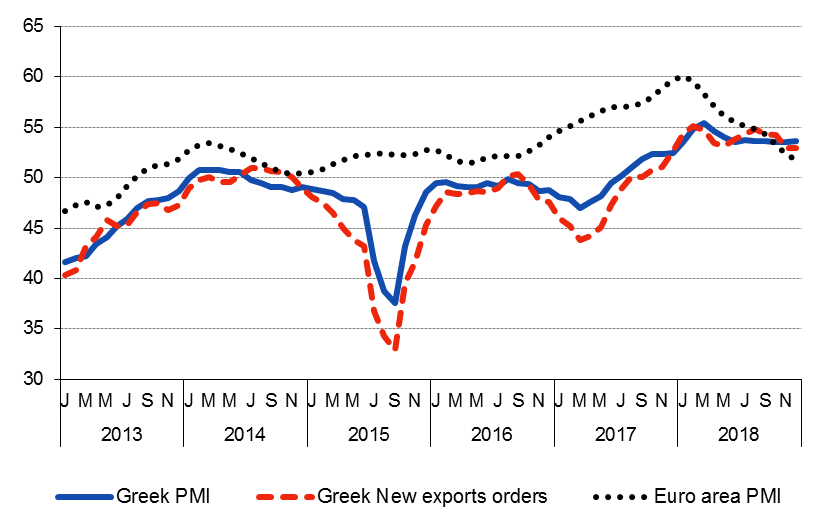 65
60
55
50
45
40
35
30
J M M J S N J M M J S N J M M J S N J M M J S N J M M J S N J M M J S N
2013 2014 2015 2016 2017 2018
Greek PMI Greek New exports orders Euro area PMI